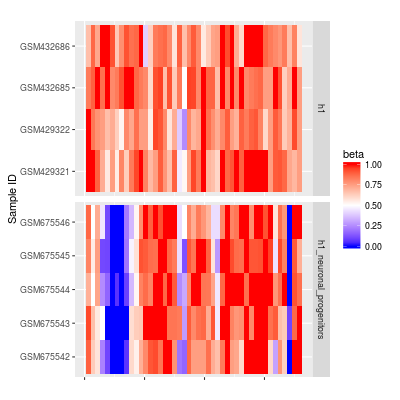 GSM432686
GSM432685
GSM429322
GSM429321
h1
GSM675546
GSM675545
GSM675544
GSM675543
GSM675542
h1_neuronal_progenitors
Sample ID
beta
1.00
0.75
0.50
0.25
0.00